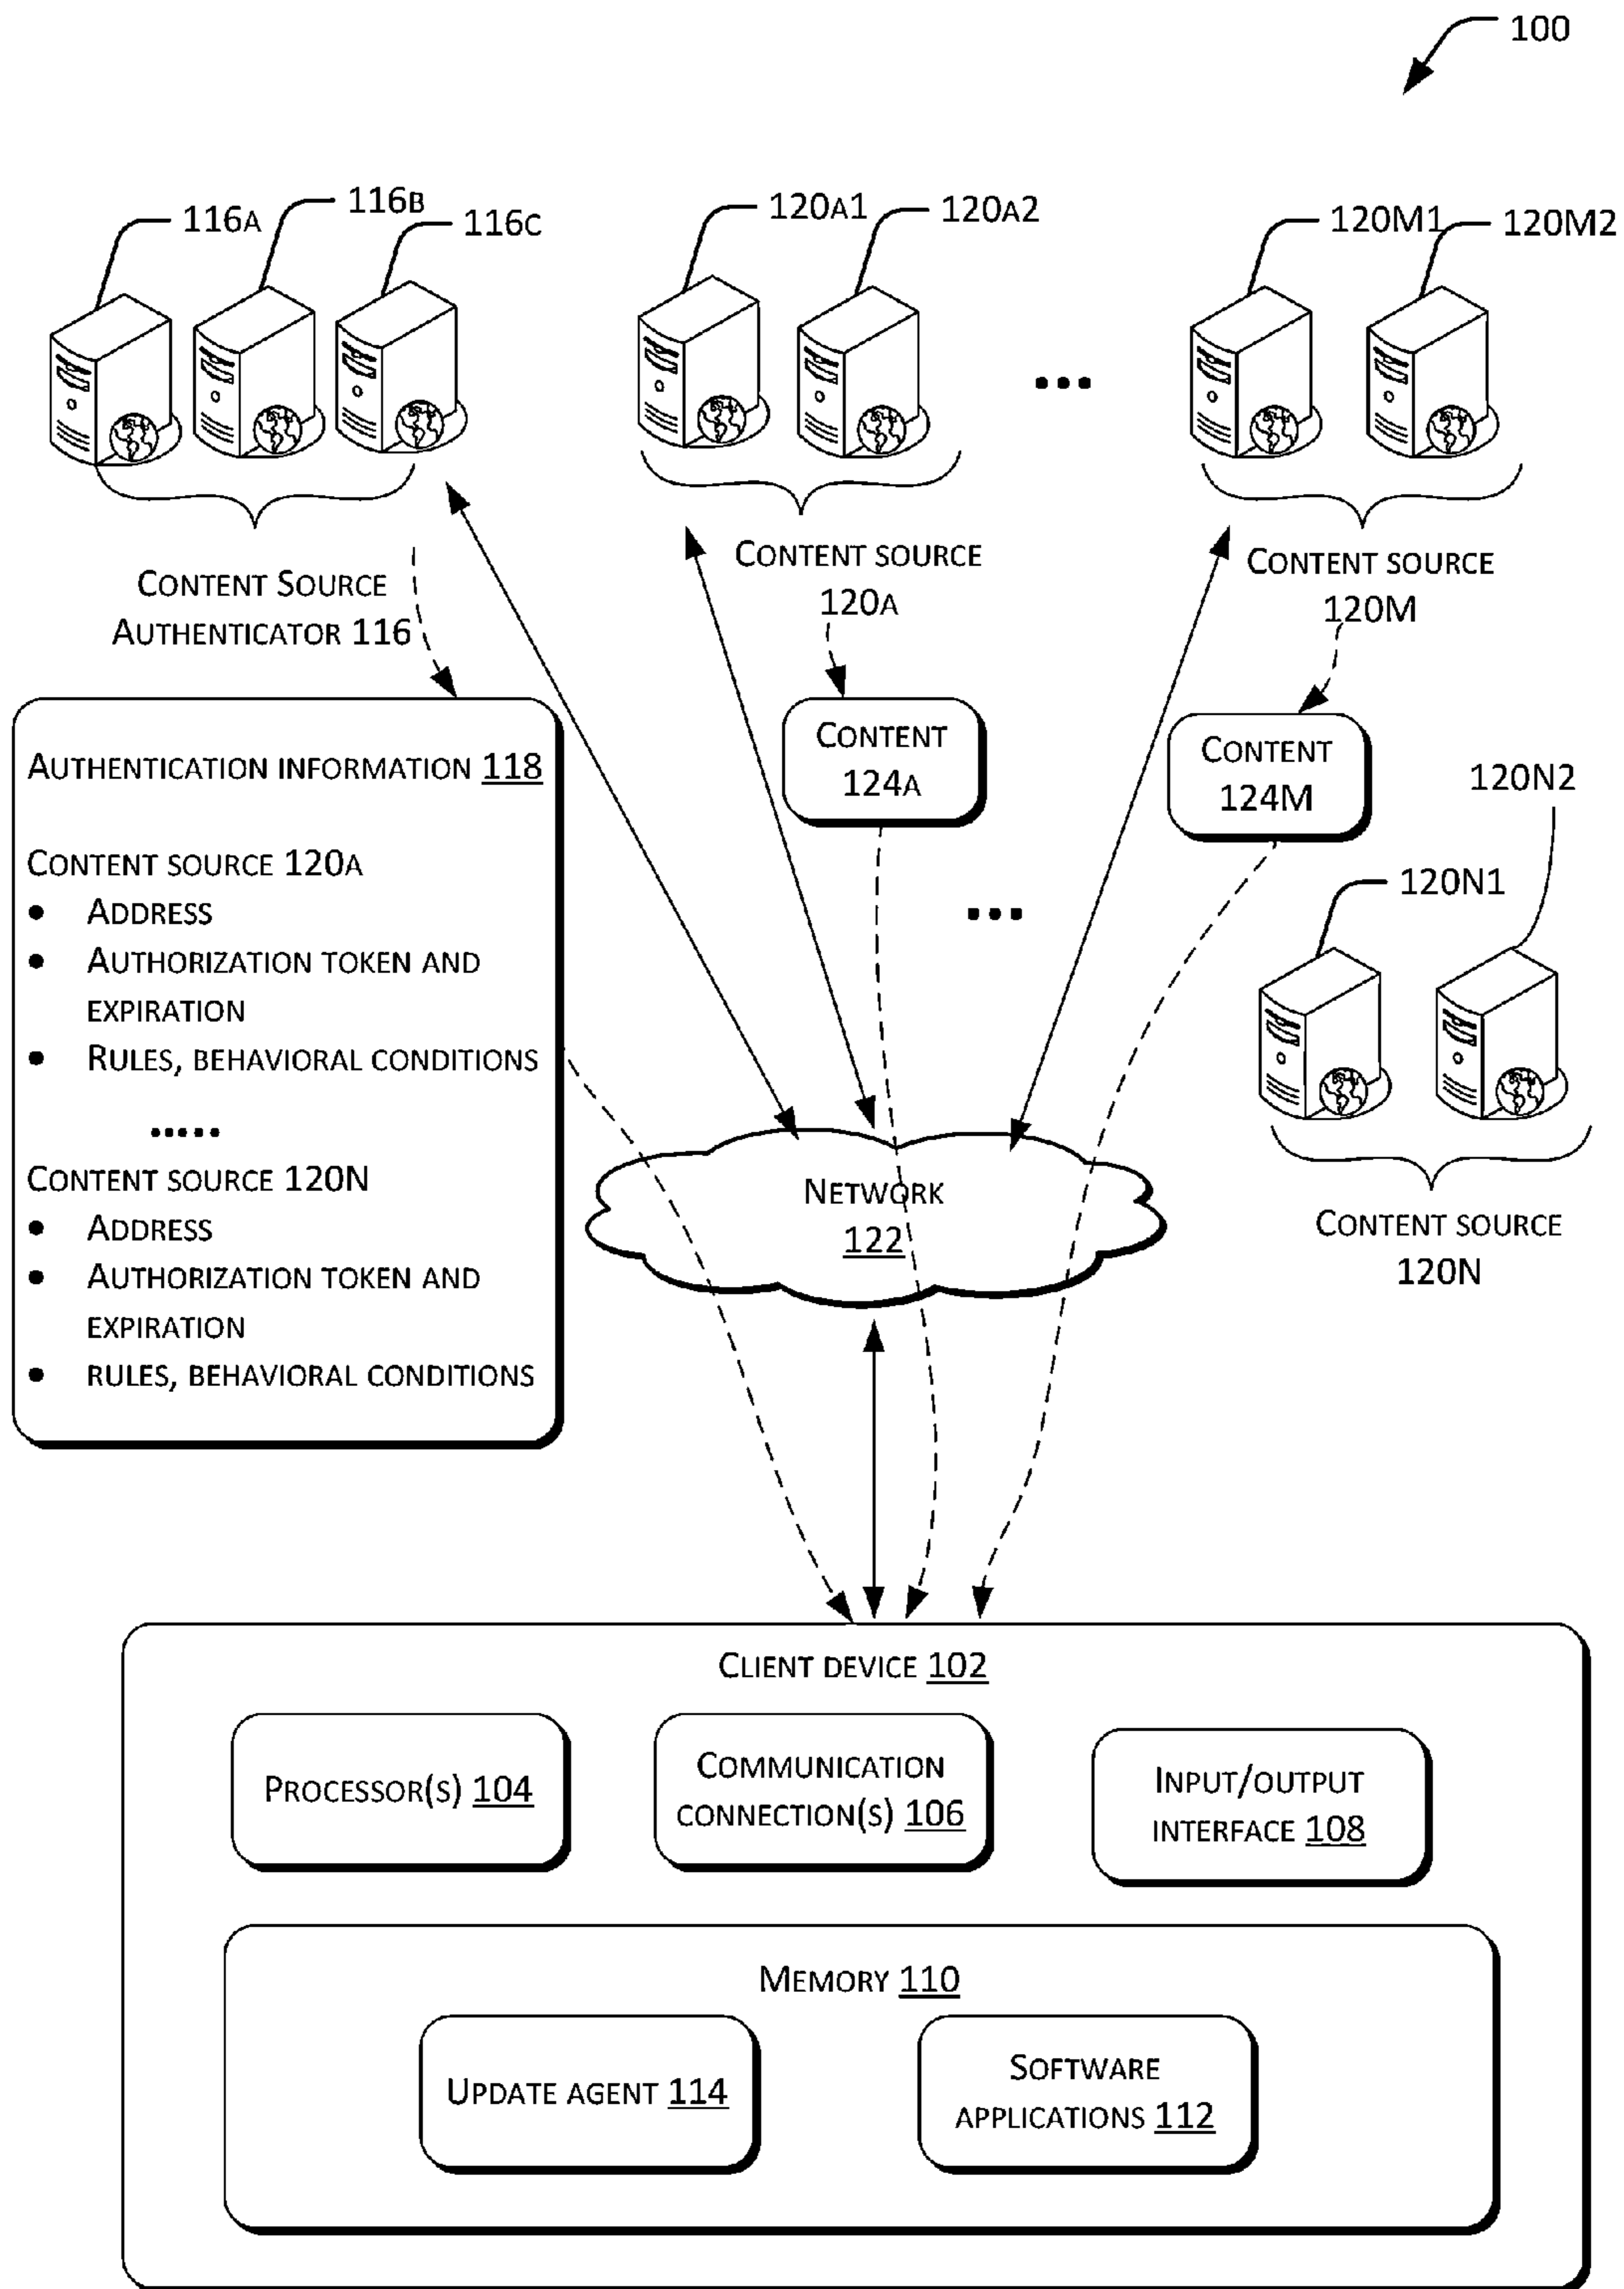 100
116A
116B
116C
120A1
120A2
120M1
120M2
CONTENT SOURCE
AUTHENTICATOR 116
CONTENT SOURCE
120A
CONTENT SOURCE
120M
AUTHENTICATION INFORMATION 118
CONTENT SOURCE 120A
• ADDRESS
• AUTHORIZATION TOKEN AND
EXPIRATION
• RULES, BEHAVIORAL CONDITIONS
.....
CONTENT SOURCE 120N
• ADDRESS
• AUTHORIZATION TOKEN AND
EXPIRATION
• RULES, BEHAVIORAL CONDITIONS
CONTENT
124A
CONTENT
124M
...
...
120N1
120N2
CONTENT SOURCE
120N
NETWORK
122
CLIENT DEVICE 102
PROCESSOR(S) 104
COMMUNICATION
CONNECTION(S) 106
INPUT/OUTPUT
INTERFACE 108
MEMORY 110
UPDATE AGENT 114
SOFTWARE
APPLICATIONS 112